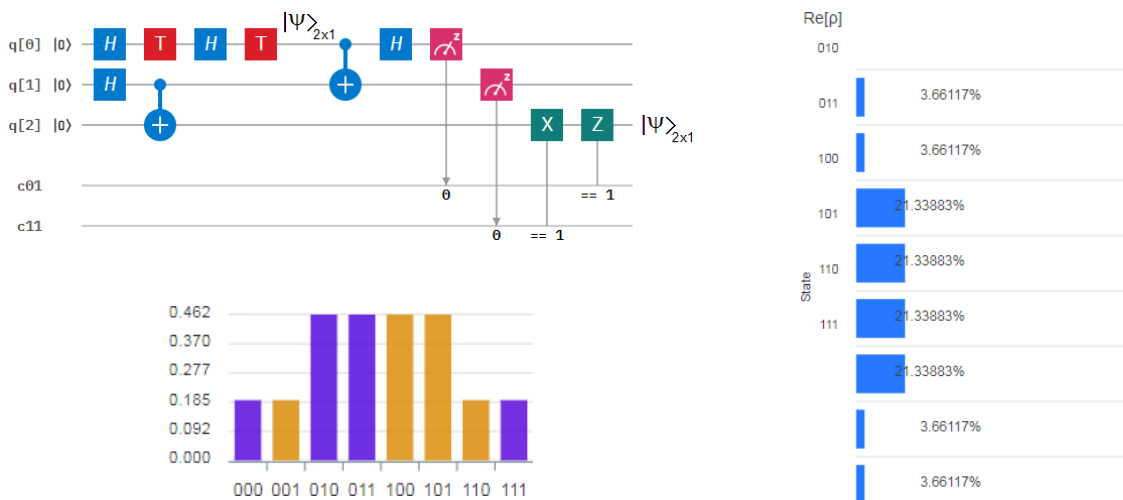 |Ψ⟩2x1
q[0] |0⟩ H T H T H z
q[1] |0⟩ H + z
q[2] |0⟩ + X Z |Ψ⟩2x1
c01 0 == 1
c11 0 == 1
0.462
0.370
0.277
0.185
0.092
0.000
000 001 010 011 100 101 110 111
Re[ρ]
State
010
3.66117%
011
3.66117%
100
21.33883%
101
21.33883%
110
21.33883%
111
21.33883%
3.66117%
3.66117%